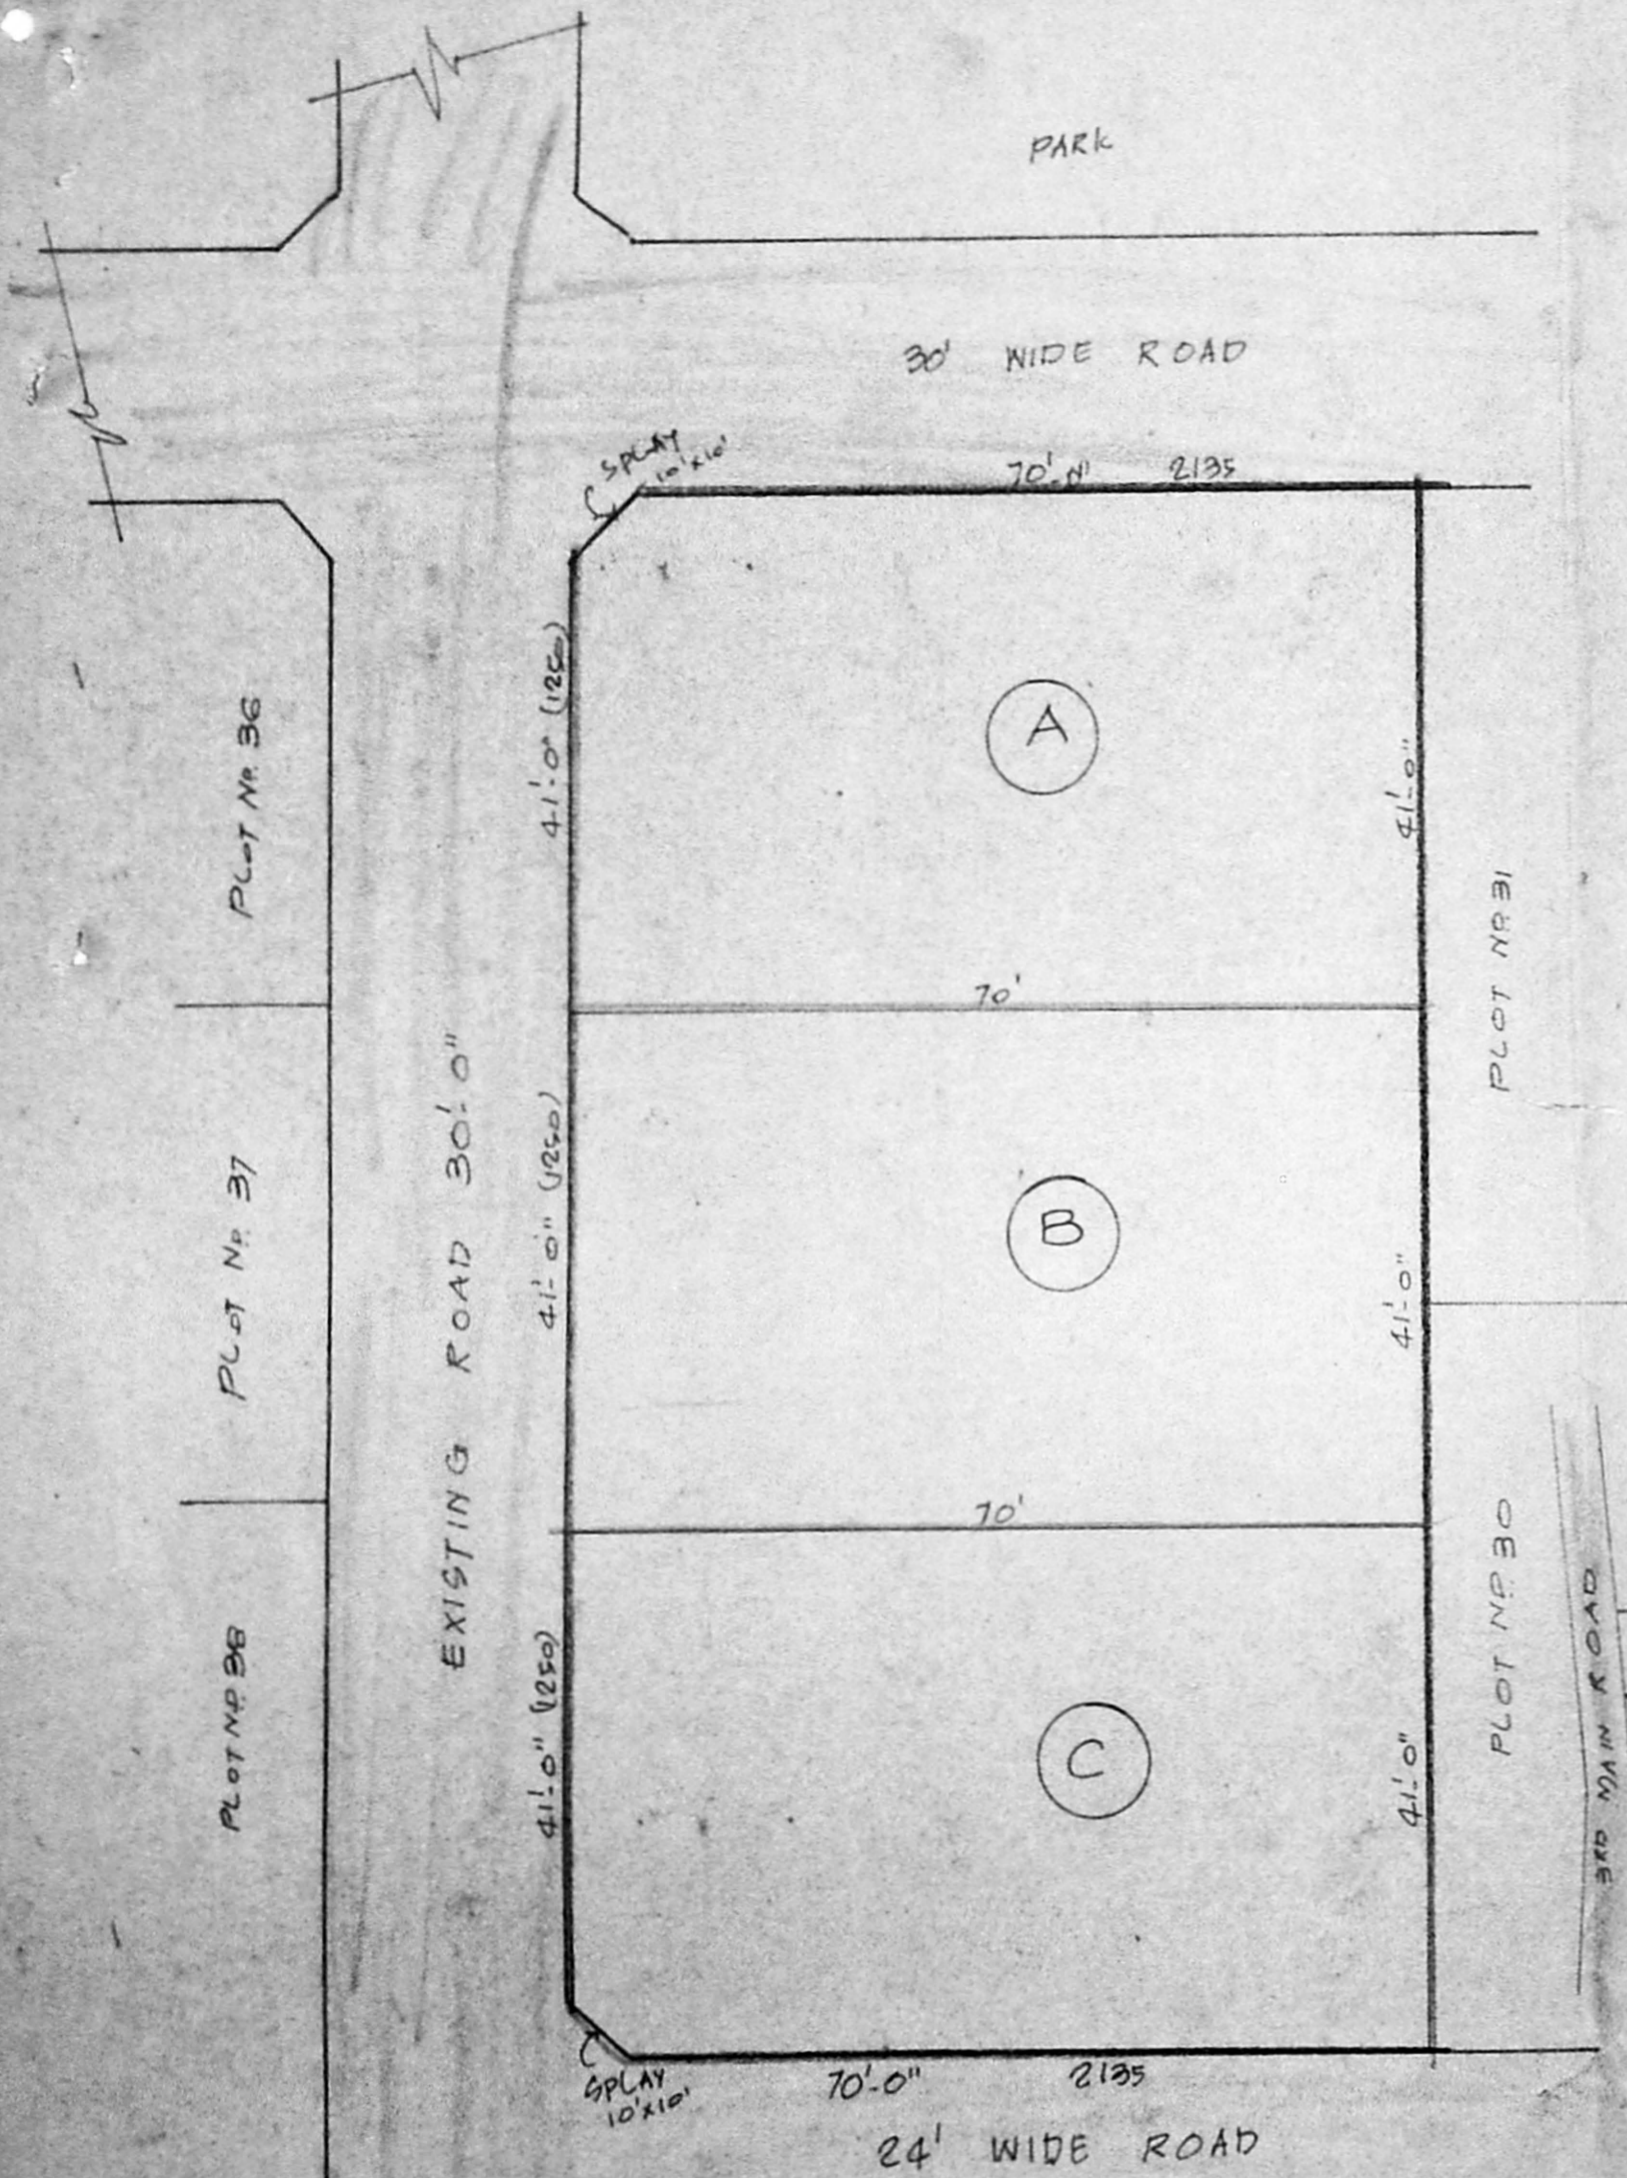 PARK
30' WIDE ROAD
SPLAY
10'x10'
70'-0" 2135
41'-0" (1250)
A
41'-0"
PLOT Nº 36
PLOT Nº 31
70'
EXISTING ROAD 30'-0"
41'-0" (1250)
B
41'-0"
PLOT Nº 37
70'
PLOT Nº 30
3RD MAIN ROAD
41'-0" (1250)
C
41'-0"
PLOT Nº 38
SPLAY
10'x10'
70'-0" 2135
24' WIDE ROAD